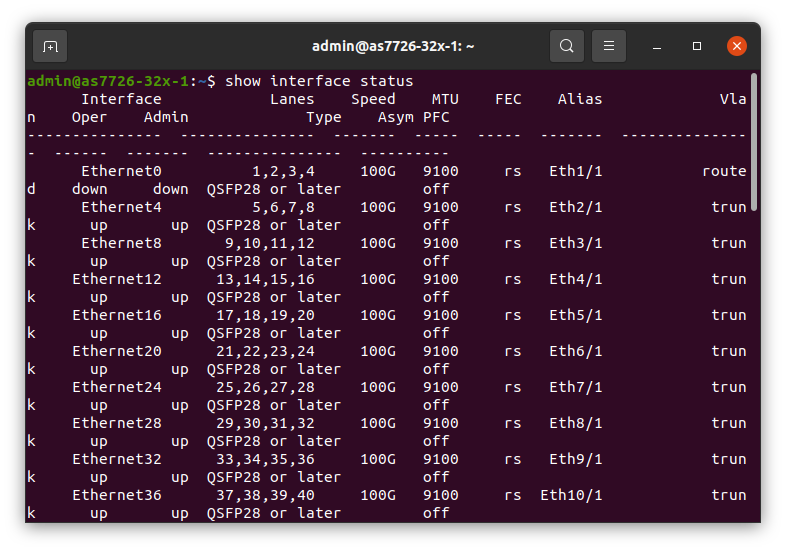 admin@as7726-32x-1: ~
admin@as7726-32x-1:~$ show interface status
      Interface            Lanes    Speed    MTU    FEC    Alias             Vla
n    Oper    Admin             Type    Asym PFC
---------------  ---------------  -------  -----  -----  -------  --------------
-  ------  -------  ---------------  ----------
      Ethernet0          1,2,3,4     100G   9100     rs   Eth1/1           route
d    down     down  QSFP28 or later         off
      Ethernet4          5,6,7,8     100G   9100     rs   Eth2/1            trun
k      up       up  QSFP28 or later         off
      Ethernet8       9,10,11,12     100G   9100     rs   Eth3/1            trun
k      up       up  QSFP28 or later         off
     Ethernet12      13,14,15,16     100G   9100     rs   Eth4/1            trun
k      up       up  QSFP28 or later         off
     Ethernet16      17,18,19,20     100G   9100     rs   Eth5/1            trun
k      up       up  QSFP28 or later         off
     Ethernet20      21,22,23,24     100G   9100     rs   Eth6/1            trun
k      up       up  QSFP28 or later         off
     Ethernet24      25,26,27,28     100G   9100     rs   Eth7/1            trun
k      up       up  QSFP28 or later         off
     Ethernet28      29,30,31,32     100G   9100     rs   Eth8/1            trun
k      up       up  QSFP28 or later         off
     Ethernet32      33,34,35,36     100G   9100     rs   Eth9/1            trun
k      up       up  QSFP28 or later         off
     Ethernet36      37,38,39,40     100G   9100     rs  Eth10/1            trun
k      up       up  QSFP28 or later         off